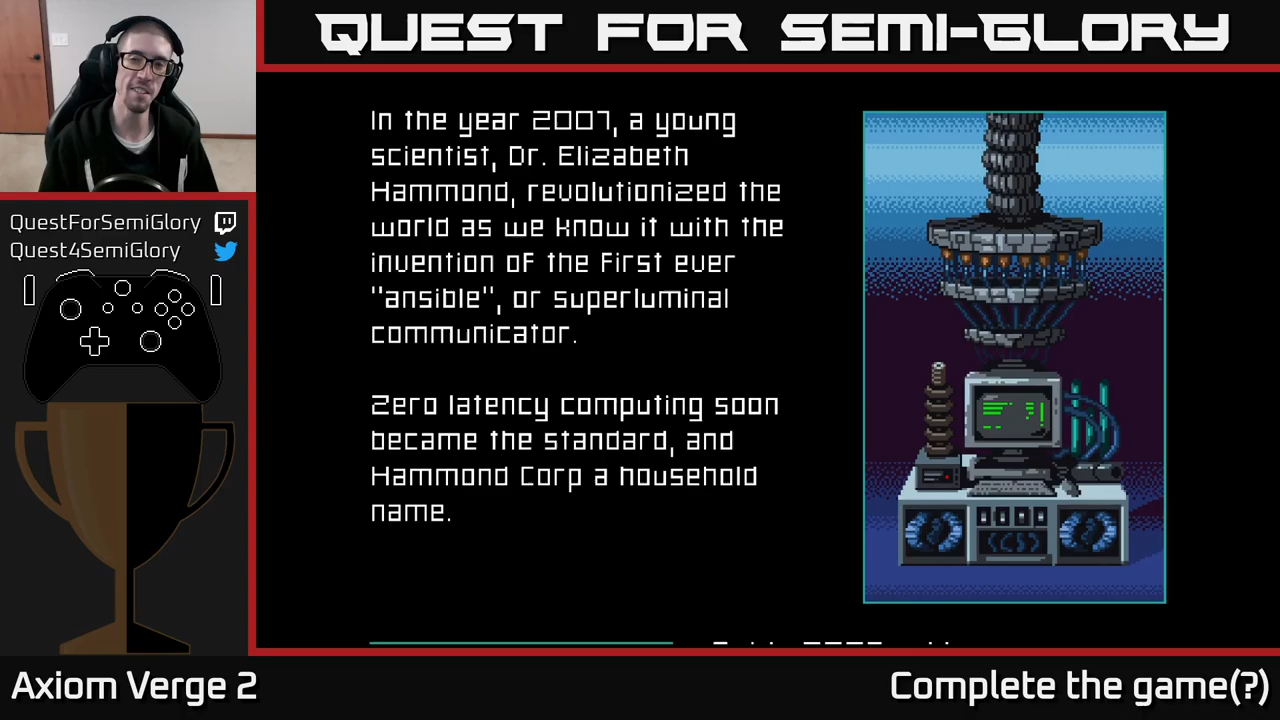 QUEST FOR SEMI-GLORY
In the year 2007, a young
scientist, Dr. Elizabeth
Hammond, revolutionized the
world as we know it with the
invention of the first ever
"ansible", or superluminal
communicator.
Zero latency computing soon
became the standard, and
Hammond Corp a household
name.
QuestForSemiGlory
Quest4SemiGlory
Axiom Verge 2
Complete the game(?)